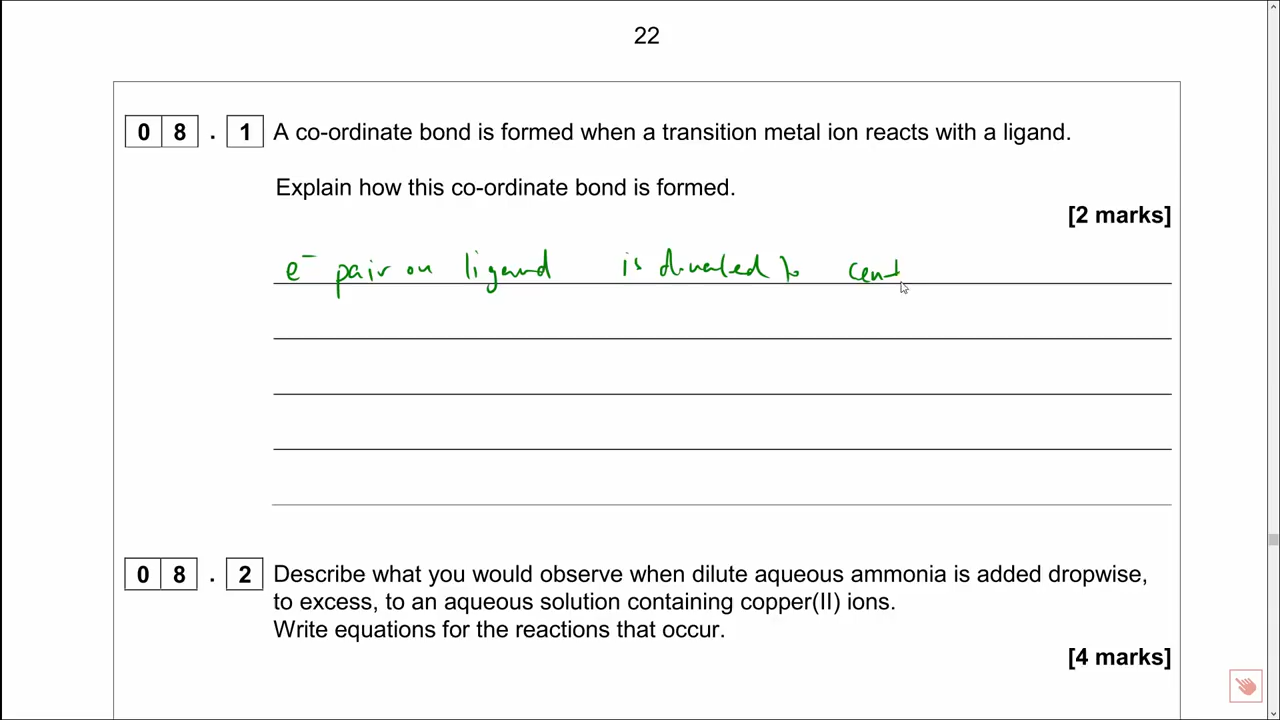 22
0 8 . 1 A co-ordinate bond is formed when a transition metal ion reacts with a ligand.
Explain how this co-ordinate bond is formed.
[2 marks]
e⁻ pair on ligand is donated to cent
0 8 . 2 Describe what you would observe when dilute aqueous ammonia is added dropwise,
to excess, to an aqueous solution containing copper(II) ions.
Write equations for the reactions that occur.
[4 marks]